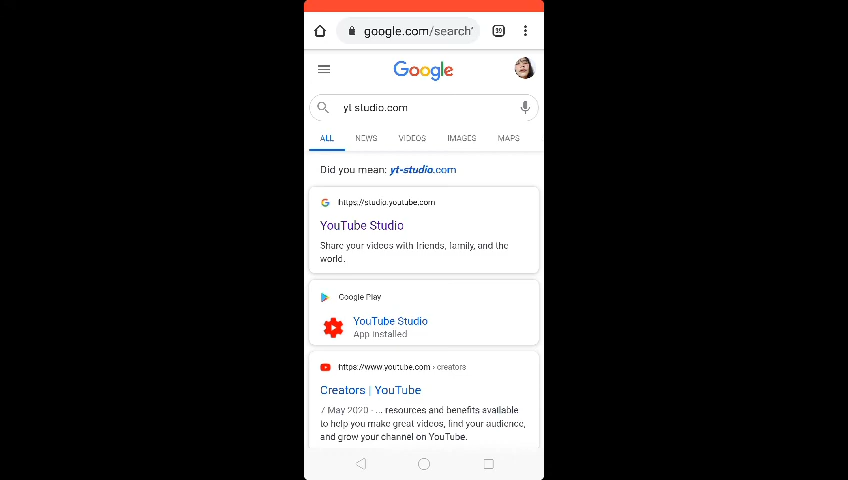 google.com/search?
39
Google
yt studio.com
ALL NEWS VIDEOS IMAGES MAPS
Did you mean: yt-studio.com
https://studio.youtube.com
YouTube Studio
Share your videos with friends, family, and the
world.
Google Play
YouTube Studio
App installed
https://www.youtube.com › creators
Creators | YouTube
7 May 2020 - ... resources and benefits available
to help you make great videos, find your audience,
and grow your channel on YouTube.